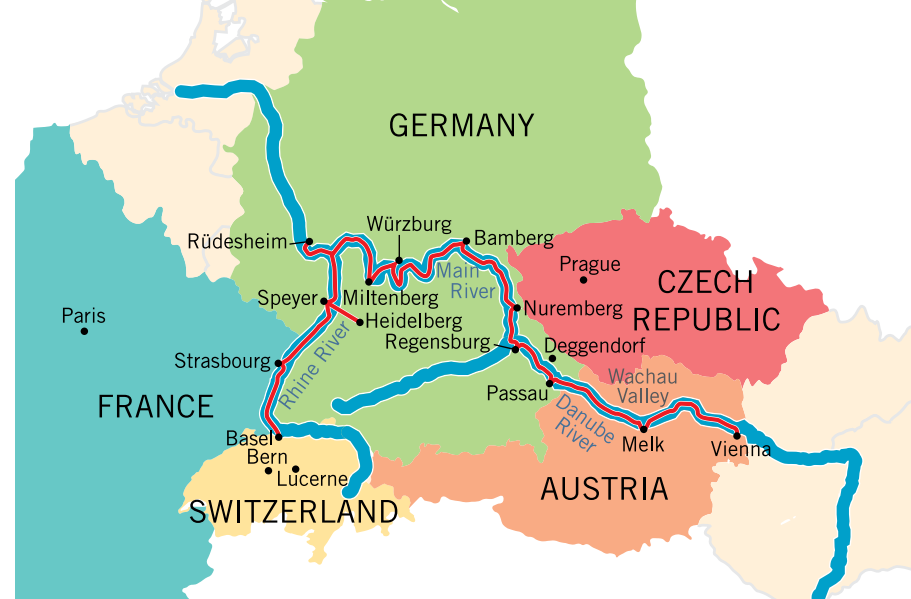 GERMANY
Würzburg
Rüdesheim
Bamberg
Main
River
Prague
CZECH
REPUBLIC
Speyer
Miltenberg
Heidelberg
Nuremberg
Paris
Regensburg
Deggendorf
Strasbourg
Rhine River
Passau
Wachau
Valley
FRANCE
Danube
River
Basel
Melk
Vienna
Bern
Lucerne
AUSTRIA
SWITZERLAND